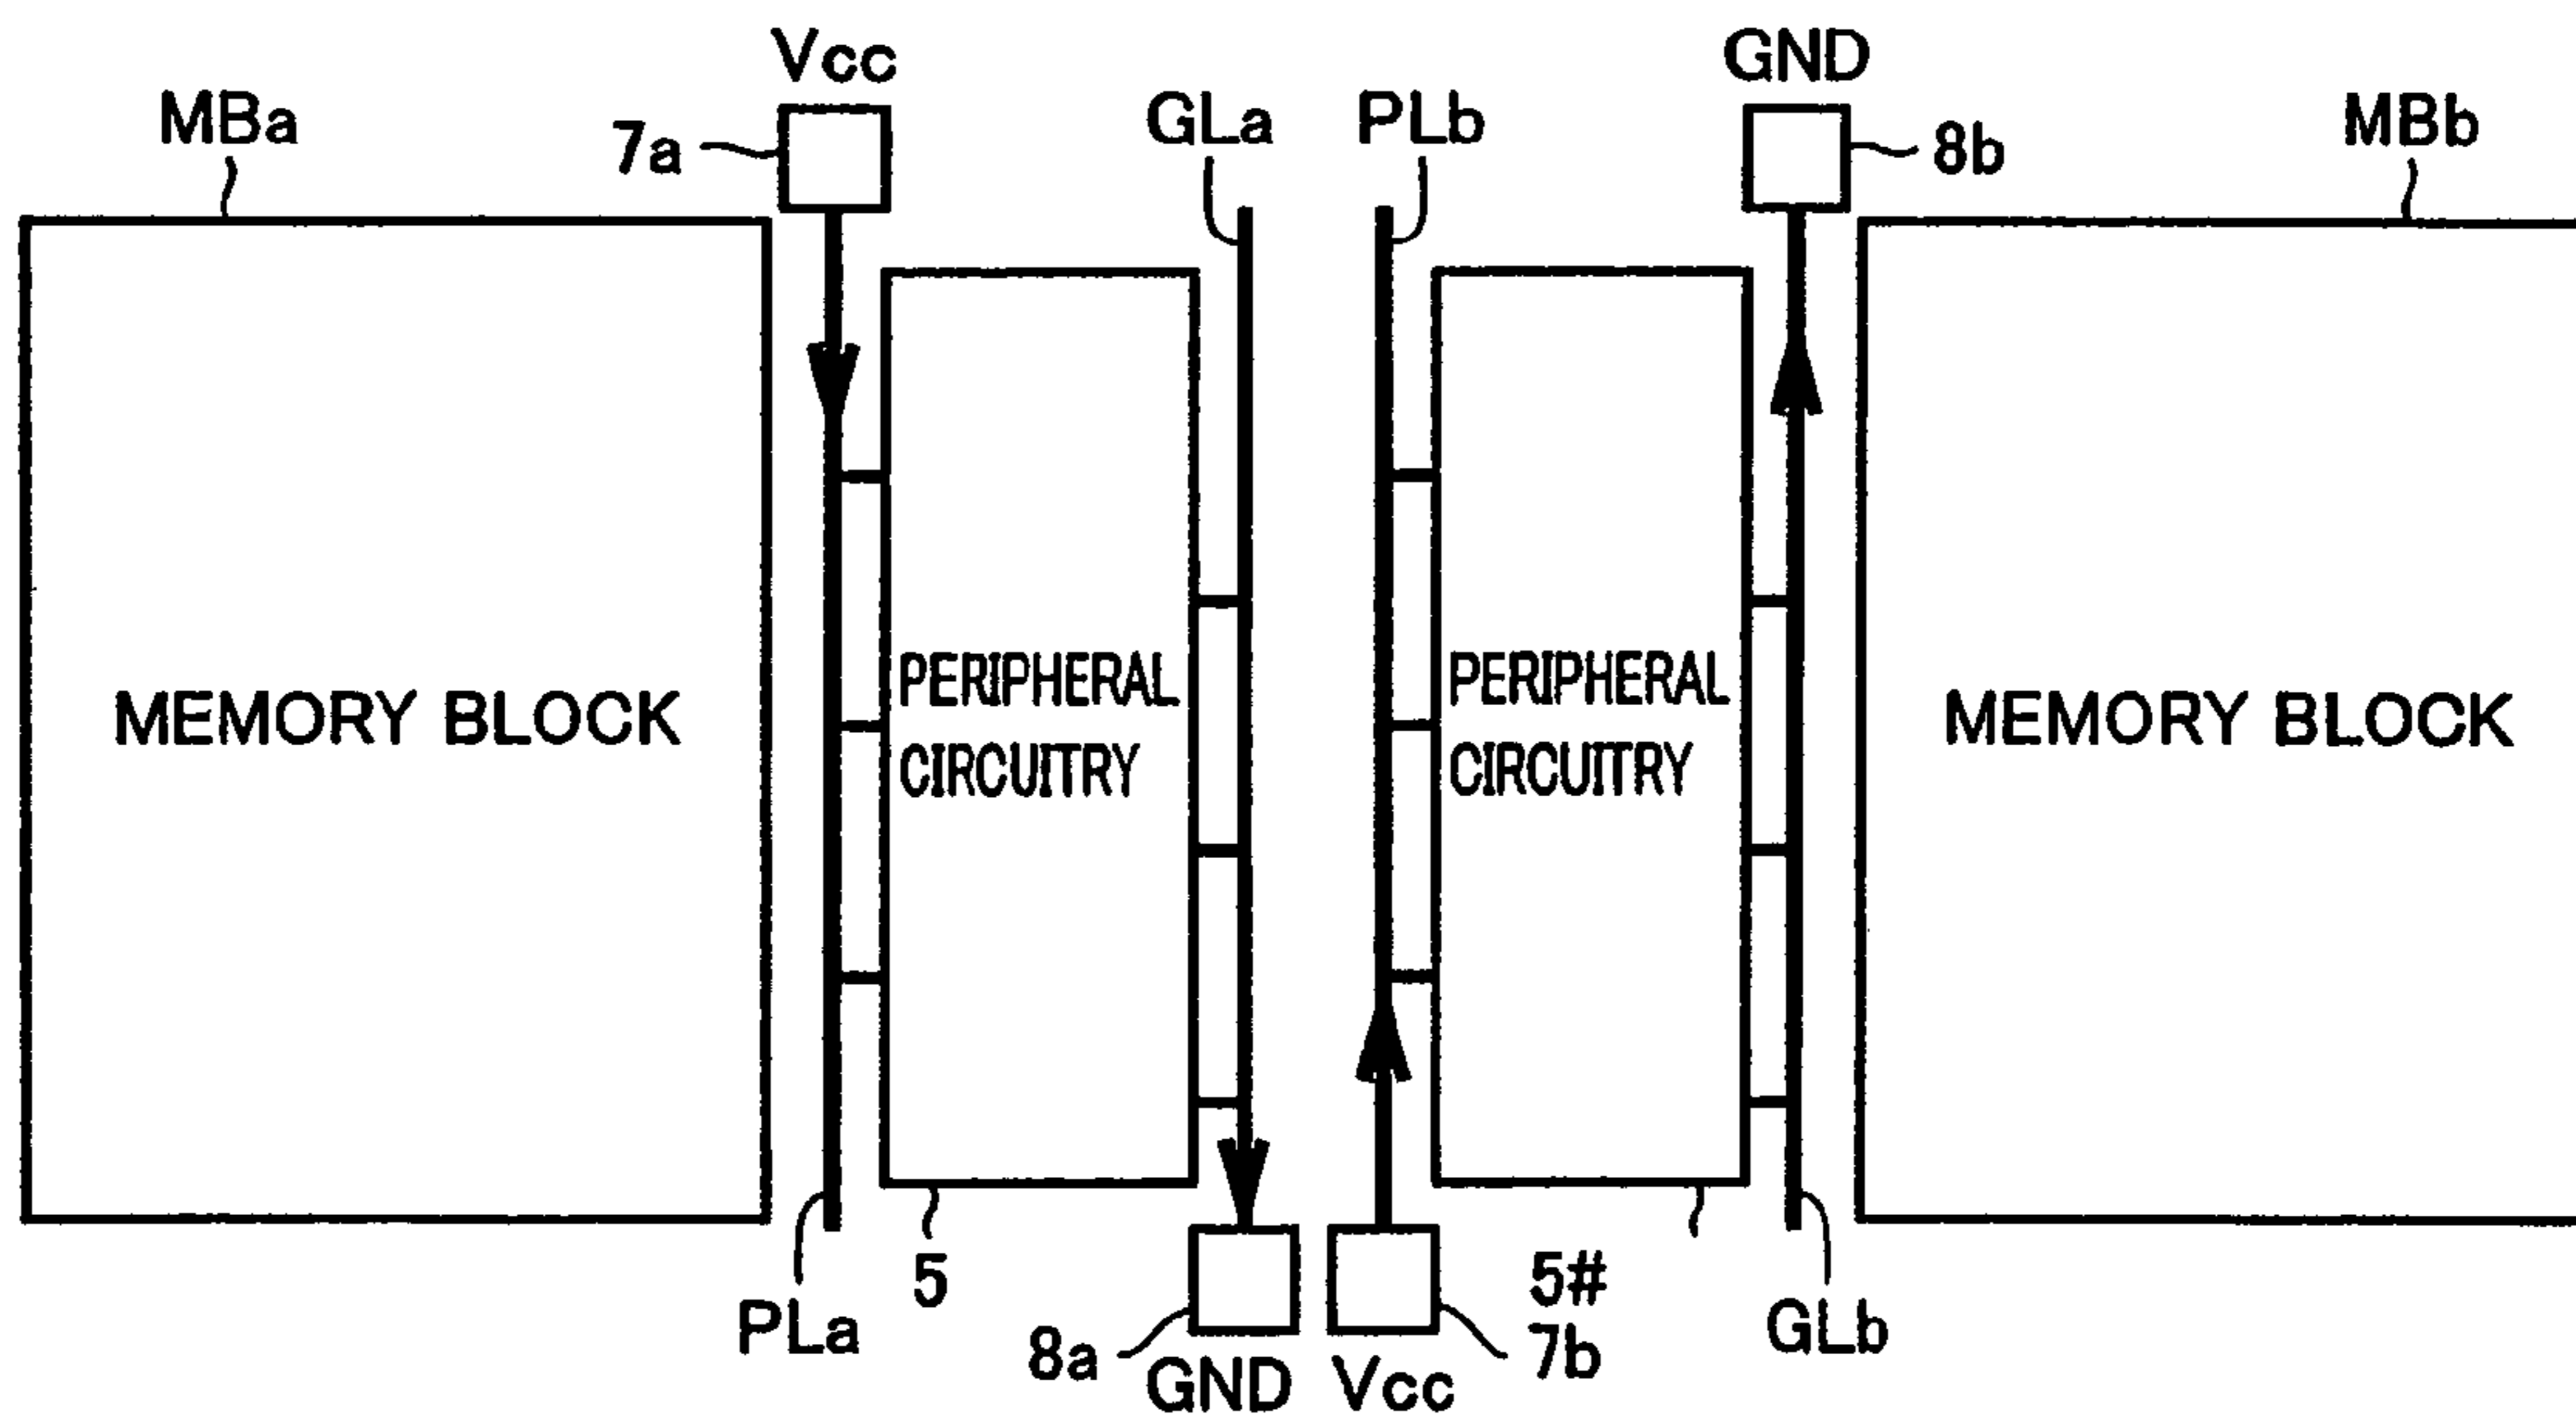 Vcc
GND
MBa
7a
GLa
PLb
8b
MBb
MEMORY BLOCK
PERIPHERAL
CIRCUITRY
PERIPHERAL
CIRCUITRY
MEMORY BLOCK
PLa
5
8a
GND
Vcc
5#
7b
GLb